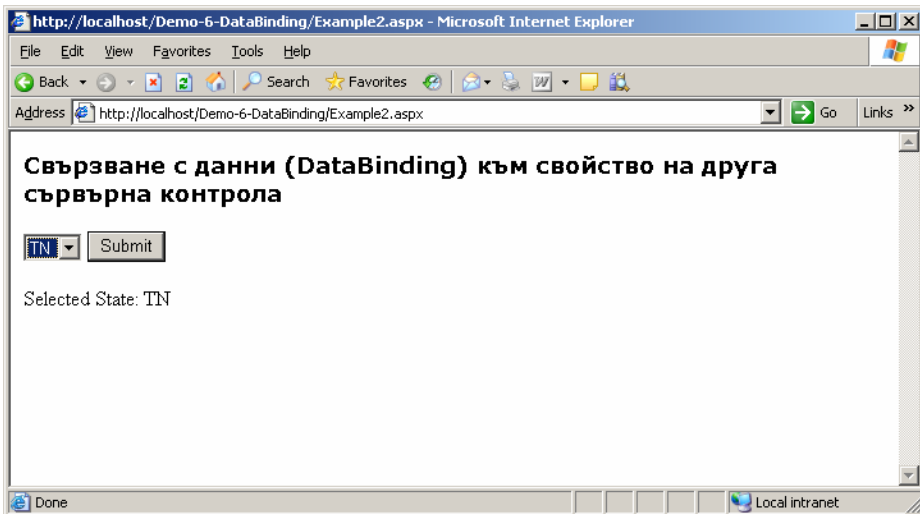 http://localhost/Demo-6-DataBinding/Example2.aspx - Microsoft Internet Explorer
File Edit View Favorites Tools Help
Back Search Favorites
Address http://localhost/Demo-6-DataBinding/Example2.aspx Go Links »
Свързване с данни (DataBinding) към свойство на друга
сървърна контрола
TN Submit
Selected State: TN
Done Local intranet